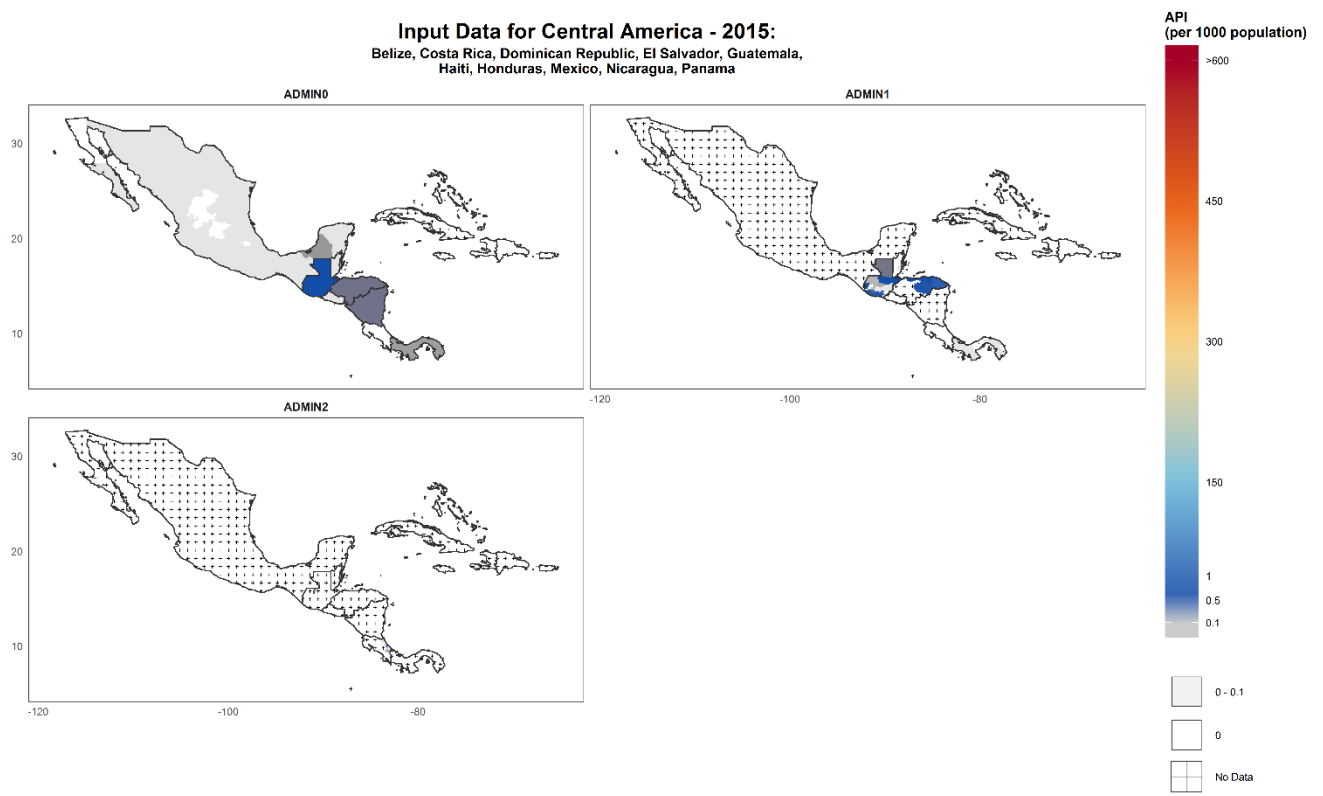 Input Data for Central America - 2015:
Belize, Costa Rica, Dominican Republic, El Salvador, Guatemala,
Haiti, Honduras, Mexico, Nicaragua, Panama
API
(per 1000 population)
>600
450
300
150
1
0.5
0.1
0 - 0.1
0
No Data
ADMIN0
30
20
10
ADMIN1
-120
-100
-80
ADMIN2
30
20
10
-120
-100
-80